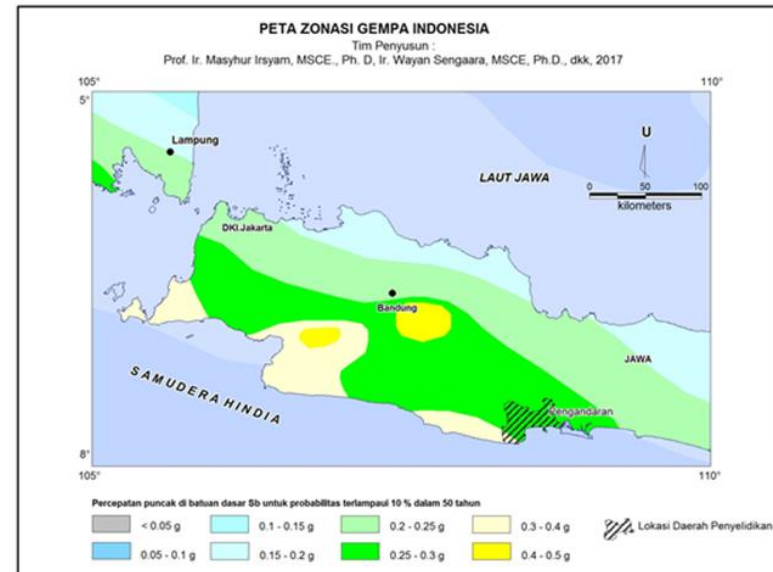 PETA ZONASI GEMPA INDONESIA
Tim Penyusun :
Prof. Ir. Masyhur Irsyam, MSCE., Ph. D, Ir. Wayan Sengaara, MSCE, Ph.D., dkk, 2017
105°
110°
5°
Lampung
U
LAUT JAWA
0 50 100
kilometers
DKI.Jakarta
Bandung
JAWA
SAMUDERA HINDIA
Pengandaran
8°
105°
110°
Percepatan puncak di batuan dasar Sb untuk probabilitas terlampaui 10 % dalam 50 tahun
< 0.05 g
0.1 - 0.15 g
0.2 - 0.25 g
0.3 - 0.4 g
Lokasi Daerah Penyelidikan
0.05 - 0.1 g
0.15 - 0.2 g
0.25 - 0.3 g
0.4 - 0.5 g